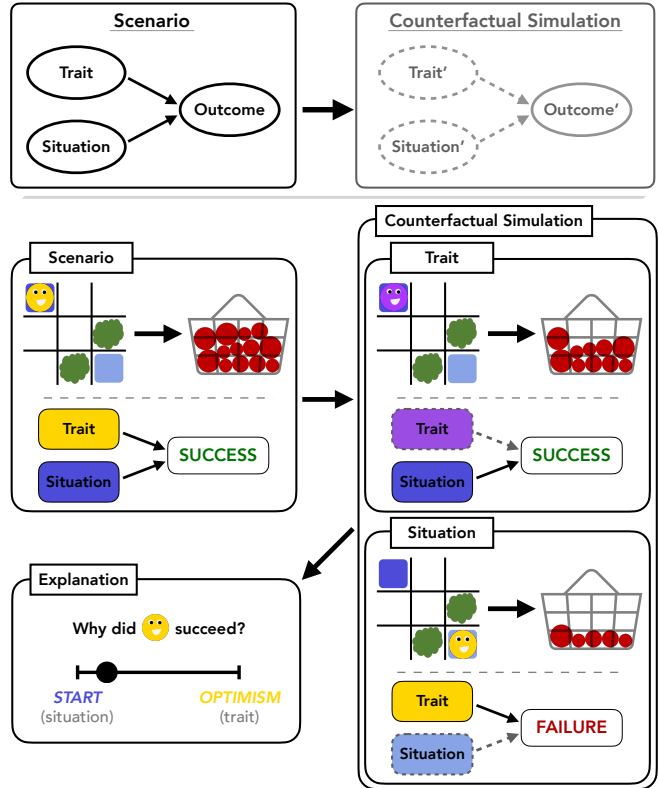 Scenario
Trait
Situation
Outcome
Counterfactual Simulation
Trait’
Situation’
Outcome’
Scenario
Trait
Situation
SUCCESS
Counterfactual Simulation
Trait
Trait
Situation
SUCCESS
Situation
Trait
Situation
FAILURE
Explanation
Why did succeed?
START
(situation)
OPTIMISM
(trait)